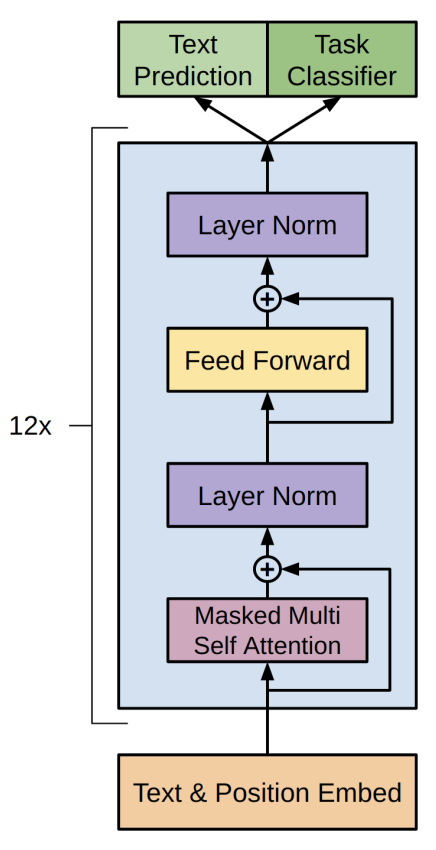 Text
Prediction
Task
Classifier
Layer Norm
+
Feed Forward
12x
Layer Norm
+
Masked Multi
Self Attention
Text & Position Embed